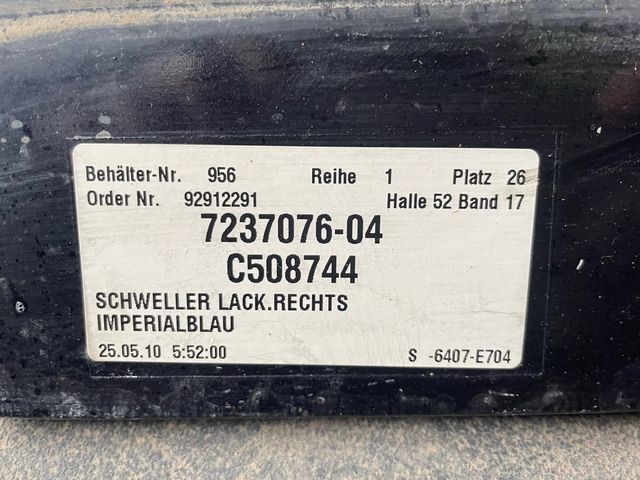 Behälter-Nr. 956 Reihe 1 Platz 26
Order Nr. 92912291 Halle 52 Band 17
7237076-04
C508744
SCHWELLER LACK.RECHTS
IMPERIALBLAU
25.05.10 5:52:00 S -6407-E704